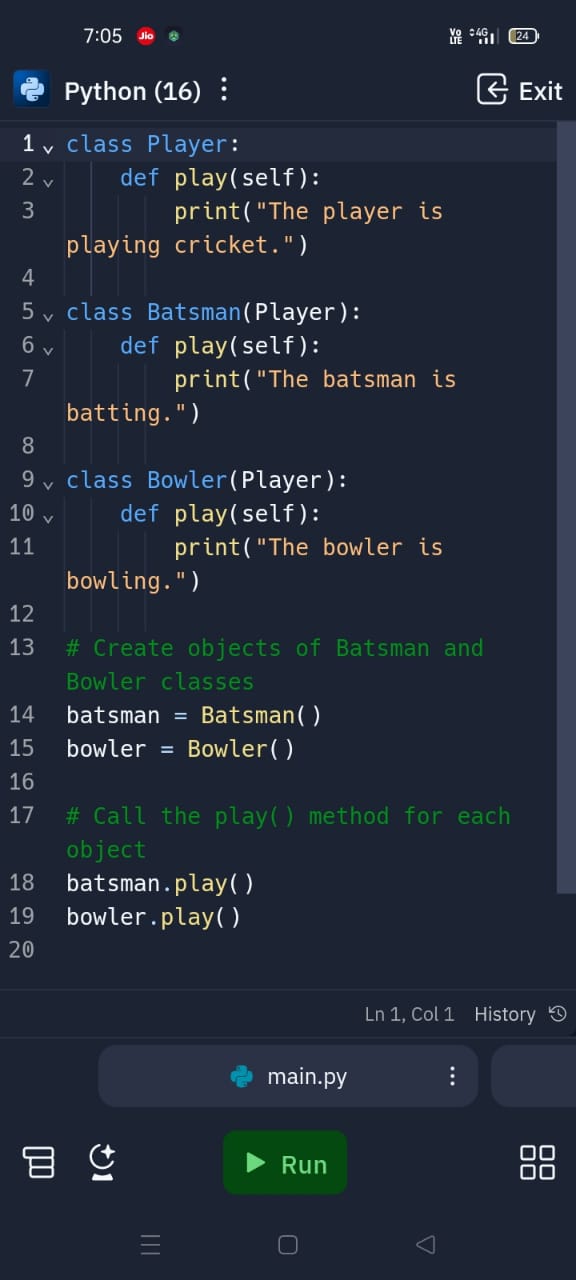 7:05 Jio Vo LTE 4G 24
Python (16) Exit
1 class Player:
2     def play(self):
3         print("The player is
playing cricket.")
4
5 class Batsman(Player):
6     def play(self):
7         print("The batsman is
batting.")
8
9 class Bowler(Player):
10     def play(self):
11         print("The bowler is
bowling.")
12
13 # Create objects of Batsman and
Bowler classes
14 batsman = Batsman()
15 bowler = Bowler()
16
17 # Call the play() method for each
object
18 batsman.play()
19 bowler.play()
20
Ln 1, Col 1 History
main.py
Run